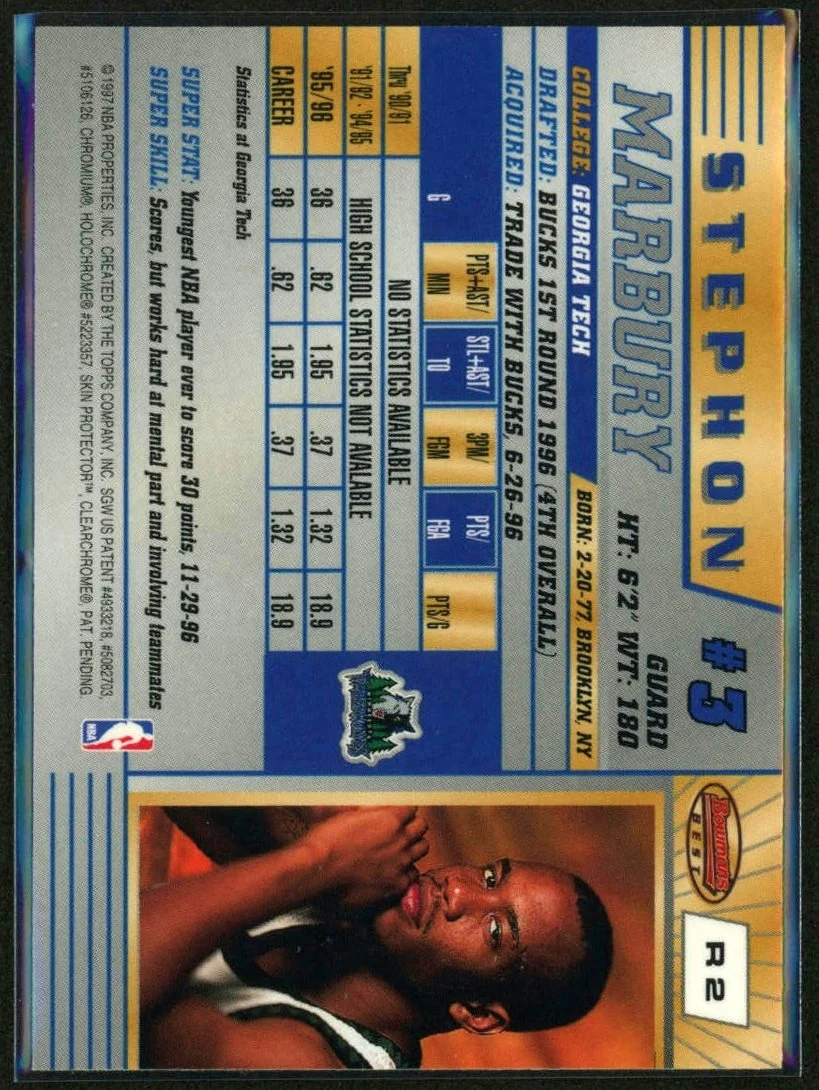 STEPHON
#3
Bowman's
BEST
R2
MARBURY
GUARD
HT: 6'2" WT: 180
COLLEGE: GEORGIA TECH
BORN: 2-20-77, BROOKLYN, NY
DRAFTED: BUCKS 1ST ROUND 1996 (4TH OVERALL)
ACQUIRED: TRADE WITH BUCKS, 6-26-96
G PTS+AST/ MIN STL+AST/ TO 3PM/ FGM PTS/ FGA PTS/G
Thru '90/91 NO STATISTICS AVAILABLE
'91/92 - '94/95 HIGH SCHOOL STATISTICS NOT AVAILABLE
'95/96 36 .62 1.95 .37 1.32 18.9
CAREER 36 .62 1.95 .37 1.32 18.9
Statistics at Georgia Tech
SUPER STAT: Youngest NBA player ever to score 30 points, 11-29-96
SUPER SKILL: Scores, but works hard at mental part and involving teammates
© 1997 NBA PROPERTIES, INC. CREATED BY THE TOPPS COMPANY, INC. SGW US PATENT #4933218, #5082703,
#5106126, CHROMIUM®, HOLOCHROME® #5223357, SKIN PROTECTOR™, CLEARCHROME®, PAT. PENDING.
NBA
TIMBERWOLVES